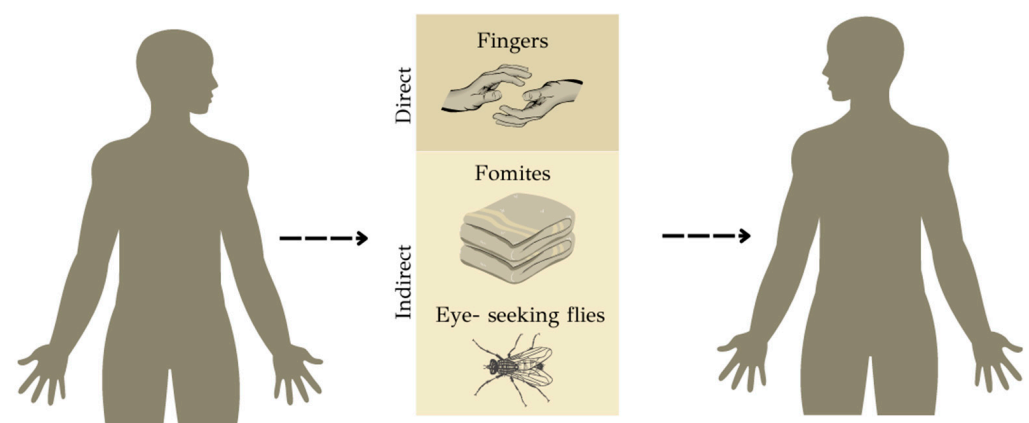 Direct
Fingers
Indirect
Fomites
Eye- seeking flies